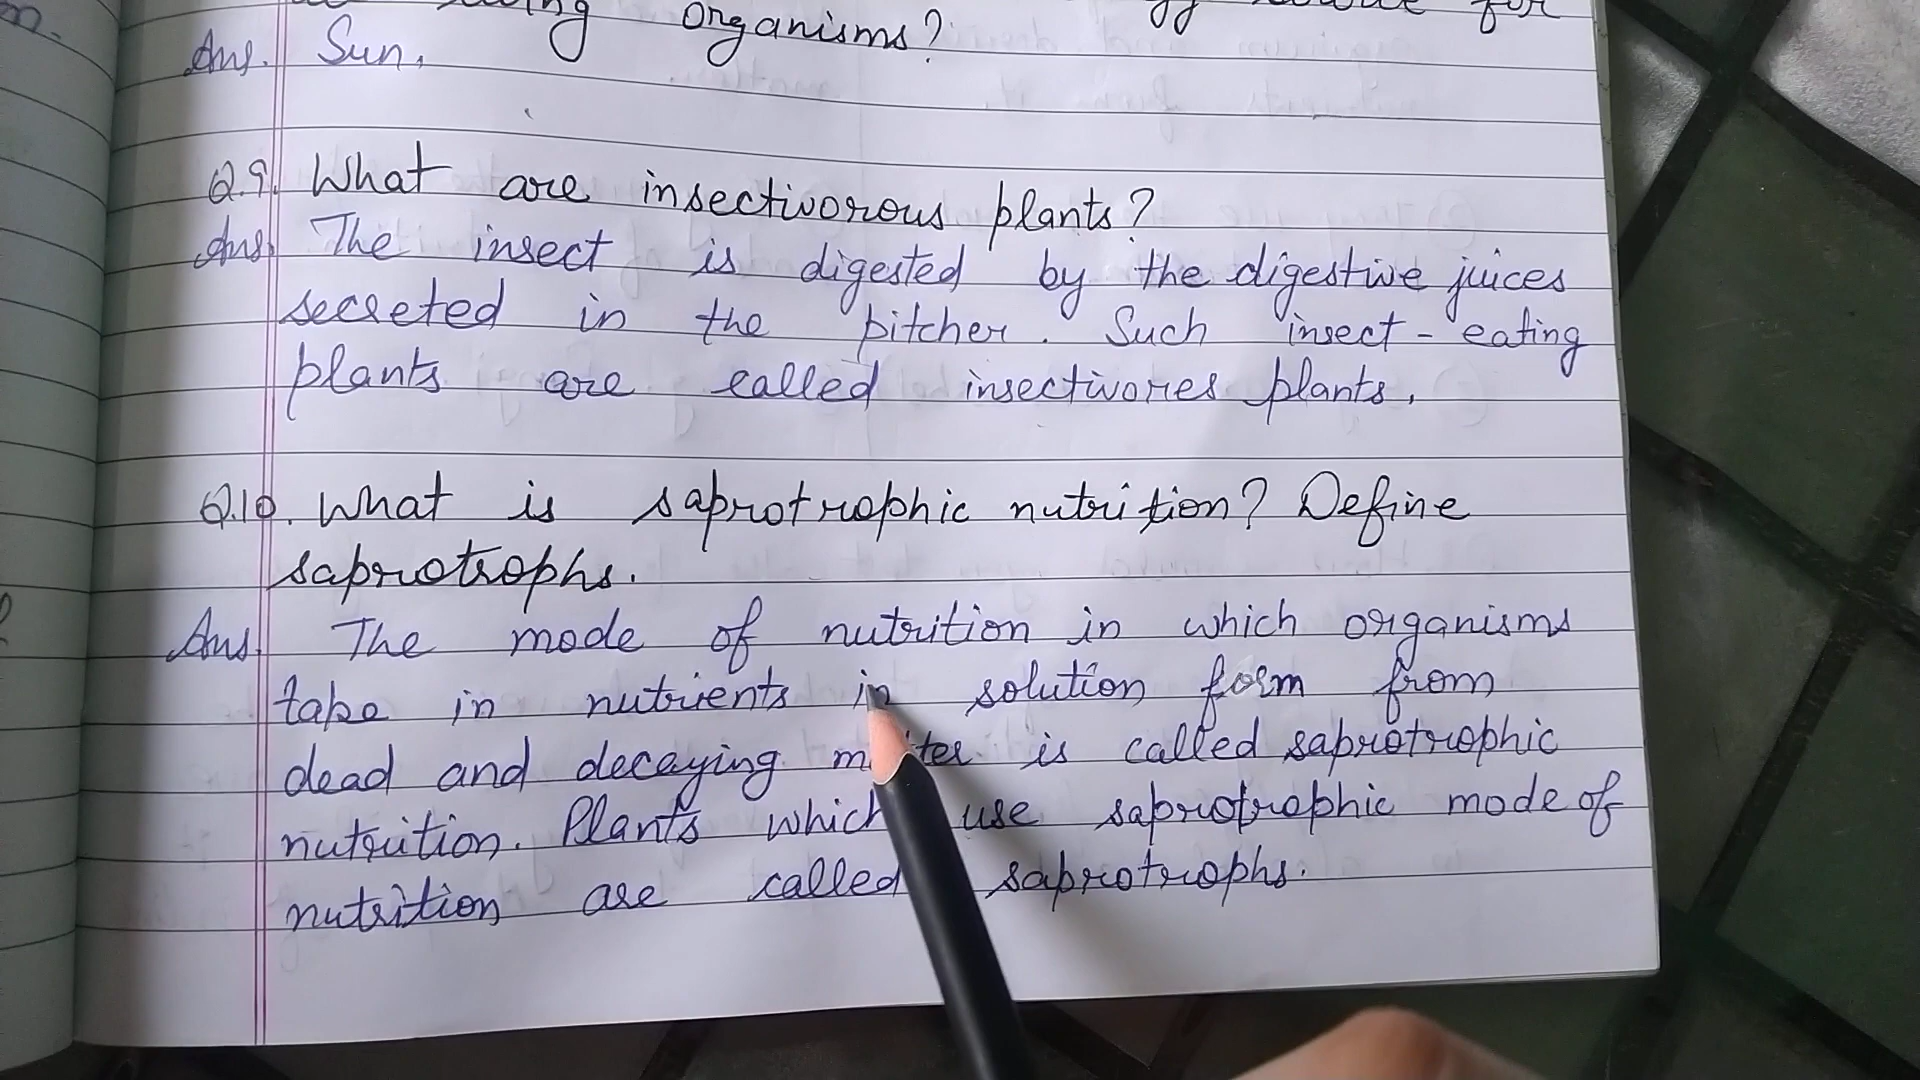 organisms? for
Ans. Sun.
Q.9. What are insectivorous plants?
Ans. The insect is digested by the digestive juices
secreted in the pitcher. Such insect-eating
plants are called insectivores plants.
Q.10. What is saprotrophic nutrition? Define
saprotrophs.
Ans. The mode of nutrition in which organisms
take in nutrients in solution form from
dead and decaying matter is called saprotrophic
nutrition. Plants which use saprotrophic mode of
nutrition are called saprotrophs.